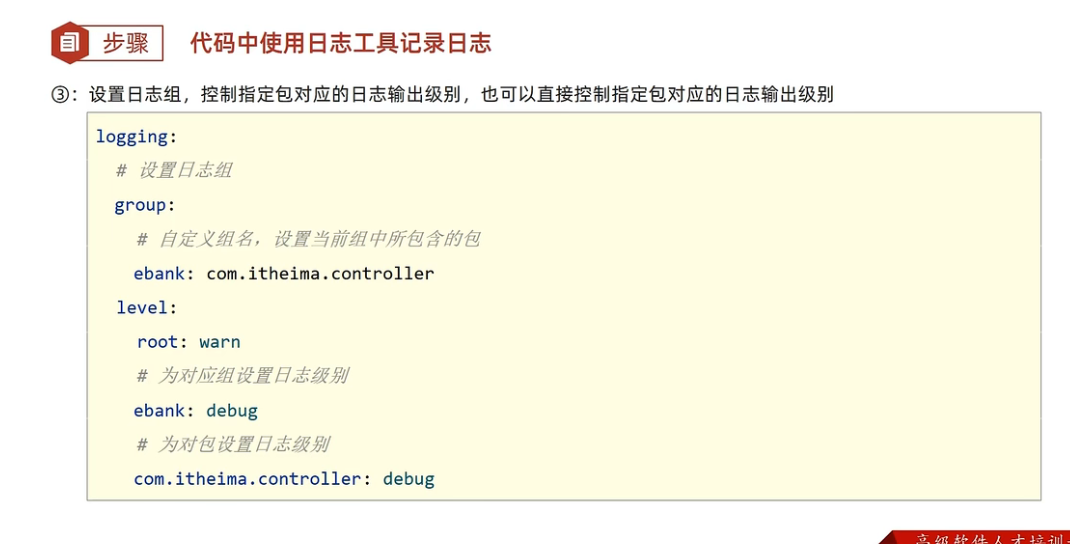 步骤 代码中使用日志工具记录日志
③：设置日志组，控制指定包对应的日志输出级别，也可以直接控制指定包对应的日志输出级别
logging:
# 设置日志组
group:
# 自定义组名，设置当前组中所包含的包
ebank: com.itheima.controller
level:
root: warn
# 为对应组设置日志级别
ebank: debug
# 为对包设置日志级别
com.itheima.controller: debug
高级软件人才培训